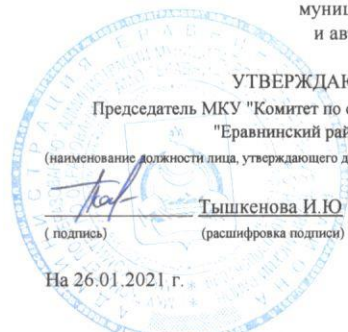 муниц
и ав
УТВЕРЖДАЮ
Председатель МКУ "Комитет по
"Еравнинский рай
(наименование должности лица, утверждающего д
Тышкенова И.Ю
( подпись) (расшифровка подписи)
На 26.01.2021 г.